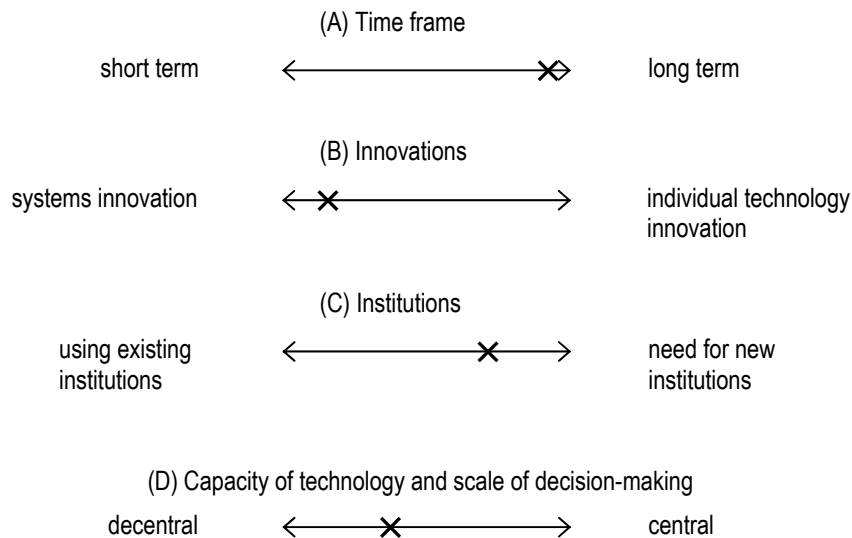 (A) Time frame
short term long term
(B) Innovations
systems innovation individual technology
innovation
(C) Institutions
using existing need for new
institutions institutions
(D) Capacity of technology and scale of decision-making
decentral central